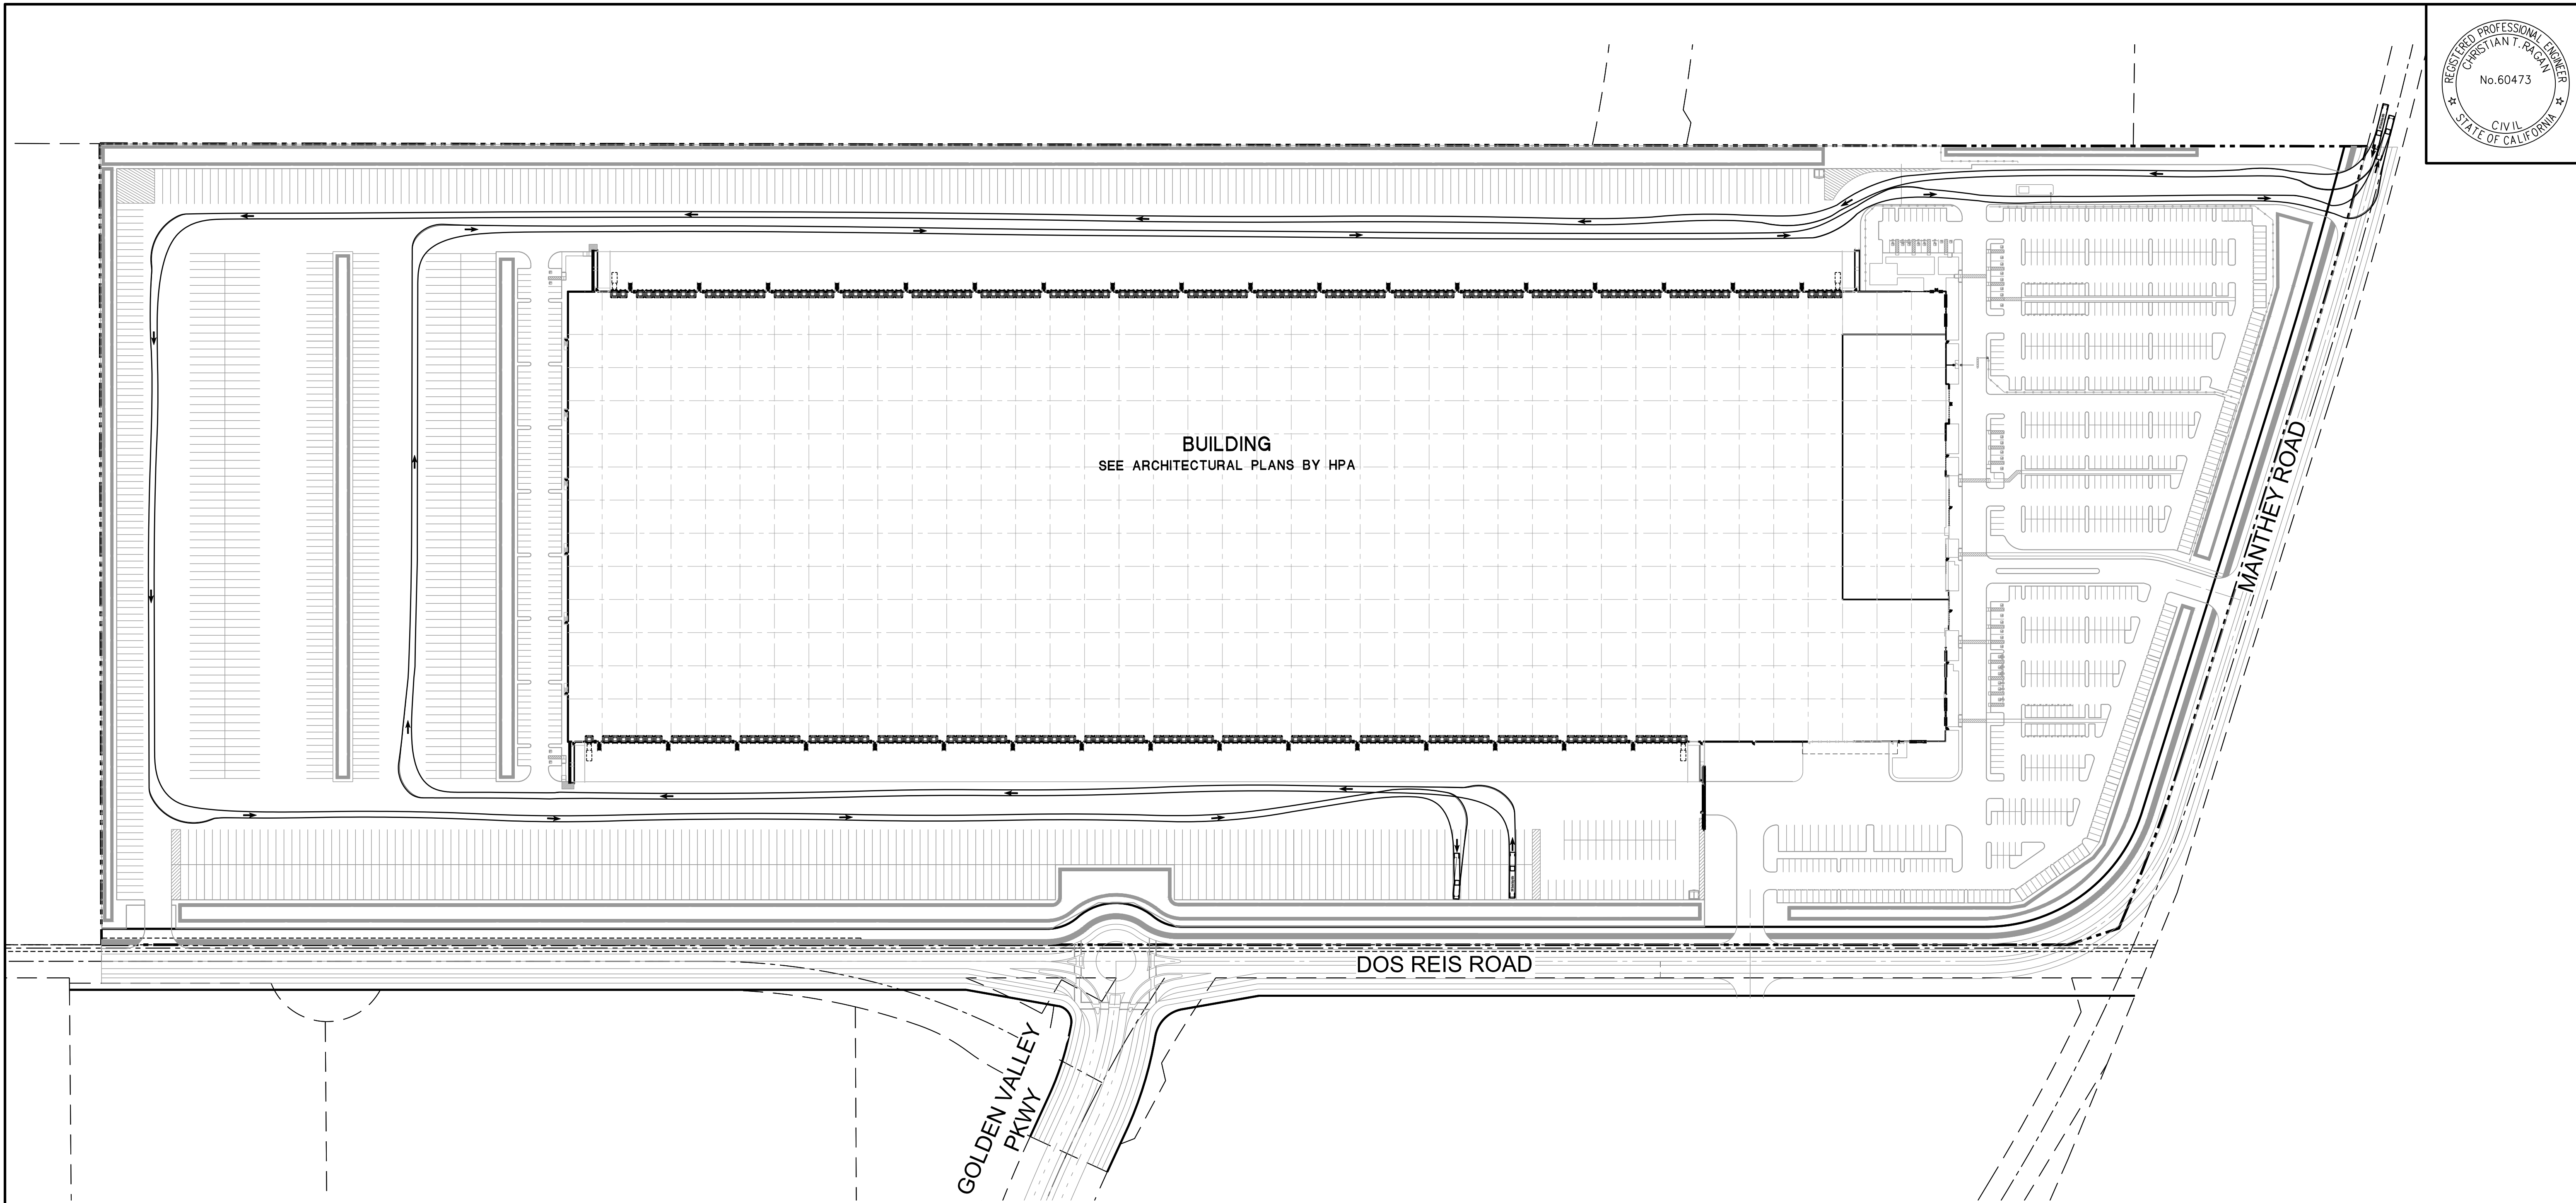 REGISTERED PROFESSIONAL ENGINEER
CHRISTIAN T. RAGAN
No.60473
CIVIL
STATE OF CALIFORNIA
BUILDING
SEE ARCHITECTURAL PLANS BY HPA
MANTHEY ROAD
DOS REIS ROAD
GOLDEN VALLEY
PKWY